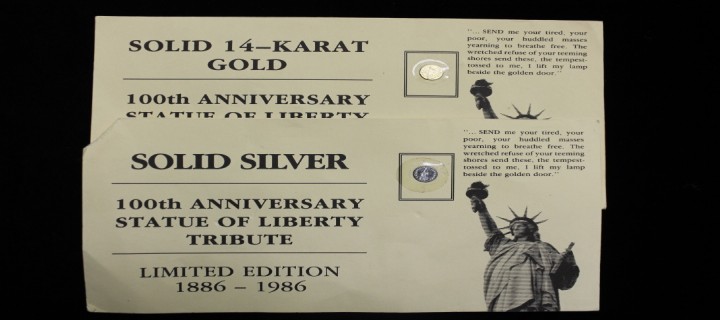 SOLID 14–KARAT
GOLD
100th ANNIVERSARY
STATUE OF LIBERTY
"... SEND me your tired, your
poor, your huddled masses
yearning to breathe free. The
wretched refuse of your teeming
shores send these, the tempest-
tossed to me, I lift my lamp
beside the golden door."
SOLID SILVER
100th ANNIVERSARY
STATUE OF LIBERTY
TRIBUTE
LIMITED EDITION
1886 – 1986
"... SEND me your tired, your
poor, your huddled masses
yearning to breathe free. The
wretched refuse of your teeming
shores send these, the tempest-
tossed to me, I lift my lamp
beside the golden door."